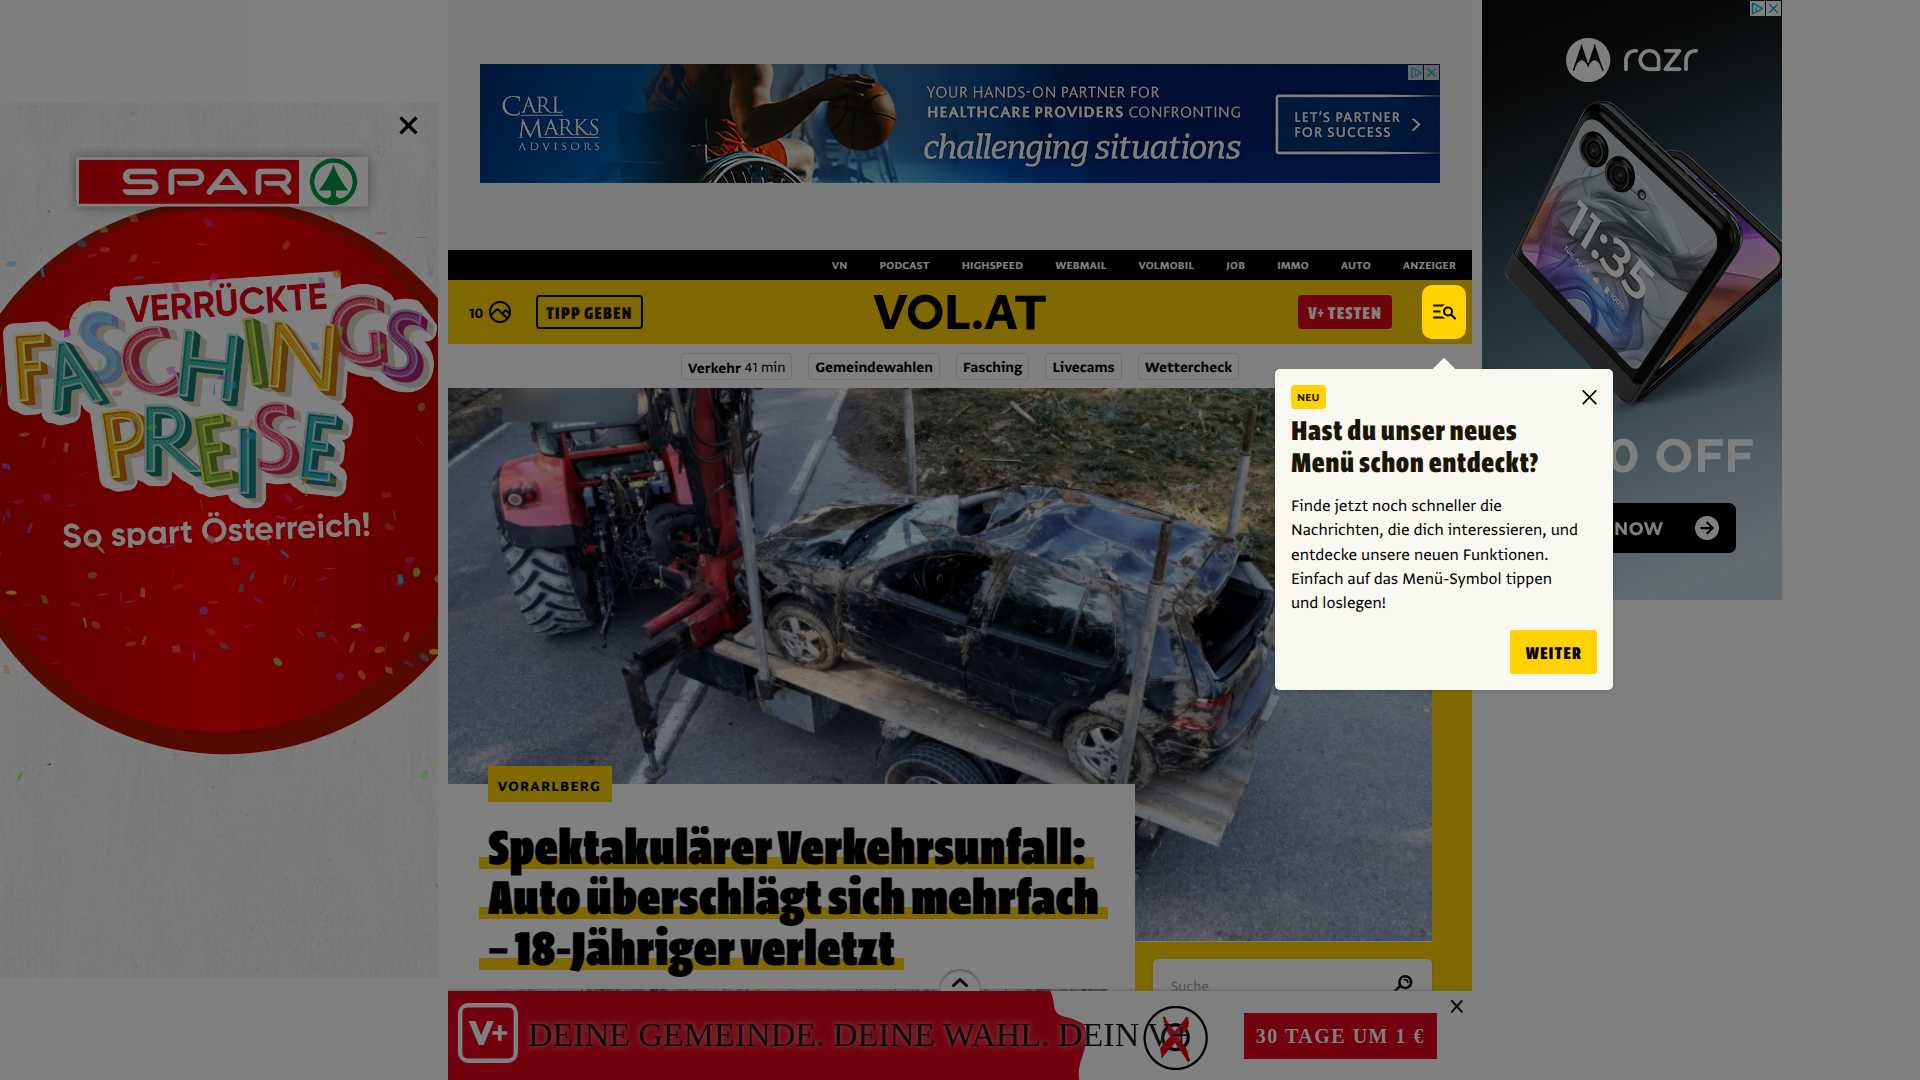 CARL MARKS ADVISORS
YOUR HANDS-ON PARTNER FOR
HEALTHCARE PROVIDERS CONFRONTING
challenging situations
LET'S PARTNER
FOR SUCCESS
razr
11:35
0 OFF
NOW
SPAR
VERRÜCKTE
FASCHINGS
PREISE
So spart Österreich!
VN PODCAST HIGHSPEED WEBMAIL VOLMOBIL JOB IMMO AUTO ANZEIGER
10
TIPP GEBEN
VOL.AT
V+ TESTEN
Verkehr 41 min
Gemeindewahlen
Fasching
Livecams
Wettercheck
NEU
Hast du unser neues
Menü schon entdeckt?
Finde jetzt noch schneller die
Nachrichten, die dich interessieren, und
entdecke unsere neuen Funktionen.
Einfach auf das Menü-Symbol tippen
und loslegen!
WEITER
VORARLBERG
Spektakulärer Verkehrsunfall:
Auto überschlägt sich mehrfach
– 18-Jähriger verletzt
Suche
V+
DEINE GEMEINDE. DEINE WAHL. DEIN V+
30 TAGE UM 1 €